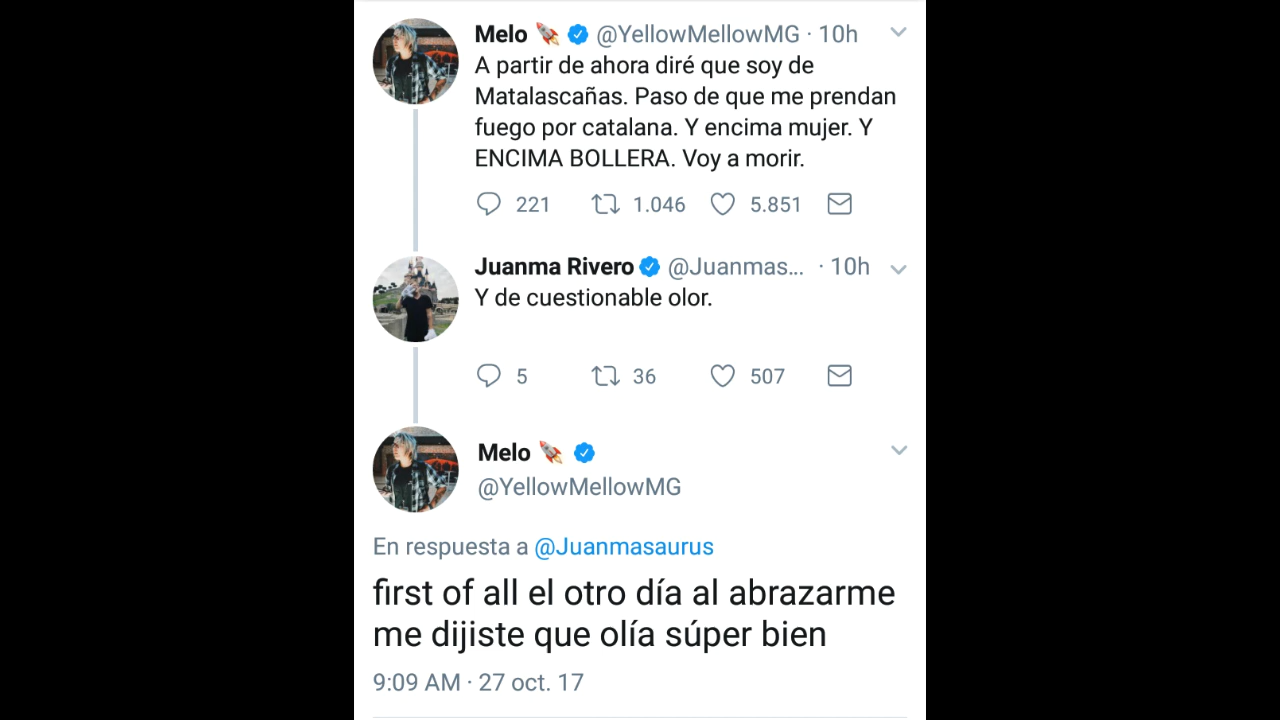 Melo 🚀 @YellowMellowMG · 10h
A partir de ahora diré que soy de
Matalascañas. Paso de que me prendan
fuego por catalana. Y encima mujer. Y
ENCIMA BOLLERA. Voy a morir.
221 1.046 5.851
Juanma Rivero @Juanmas... · 10h
Y de cuestionable olor.
5 36 507
Melo 🚀
@YellowMellowMG
En respuesta a @Juanmasaurus
first of all el otro día al abrazarme
me dijiste que olía súper bien
9:09 AM · 27 oct. 17